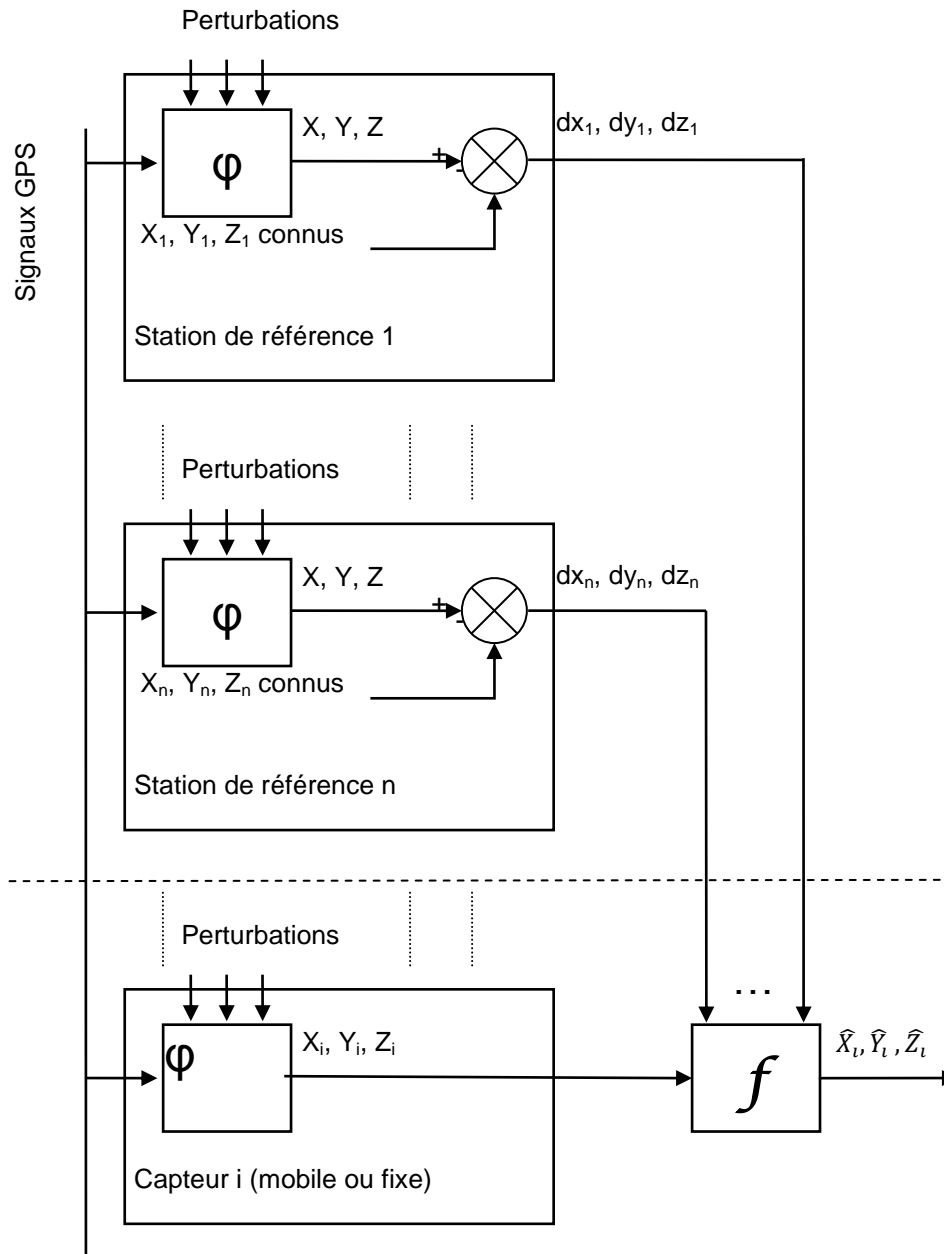 Perturbations
Signaux GPS
φ
X, Y, Z
+
-
dx₁, dy₁, dz₁
X₁, Y₁, Z₁ connus
Station de référence 1
Perturbations
φ
X, Y, Z
+
-
dxₙ, dyₙ, dzₙ
Xₙ, Yₙ, Zₙ connus
Station de référence n
Perturbations
...
φ
Xᵢ, Yᵢ, Zᵢ
f
X̂ᵢ, Ŷᵢ, Ẑᵢ
Capteur i (mobile ou fixe)